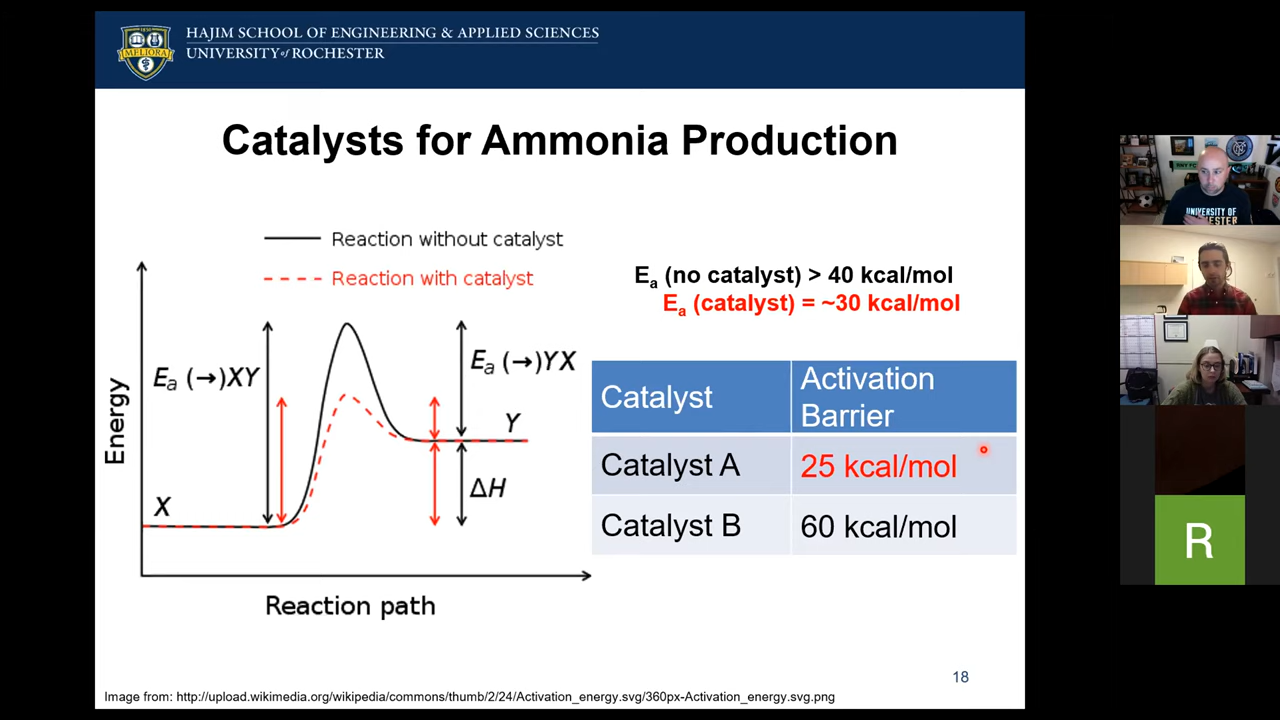 HAJIM SCHOOL OF ENGINEERING & APPLIED SCIENCES
UNIVERSITY of ROCHESTER
MELIORA
Catalysts for Ammonia Production
Reaction without catalyst
Reaction with catalyst
Ea (no catalyst) > 40 kcal/mol
Ea (catalyst) = ~30 kcal/mol
Energy
Ea (→)XY
Ea (→)YX
X
Y
ΔH
Reaction path
Catalyst
Activation
Barrier
Catalyst A
25 kcal/mol
Catalyst B
60 kcal/mol
18
Image from: http://upload.wikimedia.org/wikipedia/commons/thumb/2/24/Activation_energy.svg/360px-Activation_energy.svg.png
UNIVERSITY OF
R